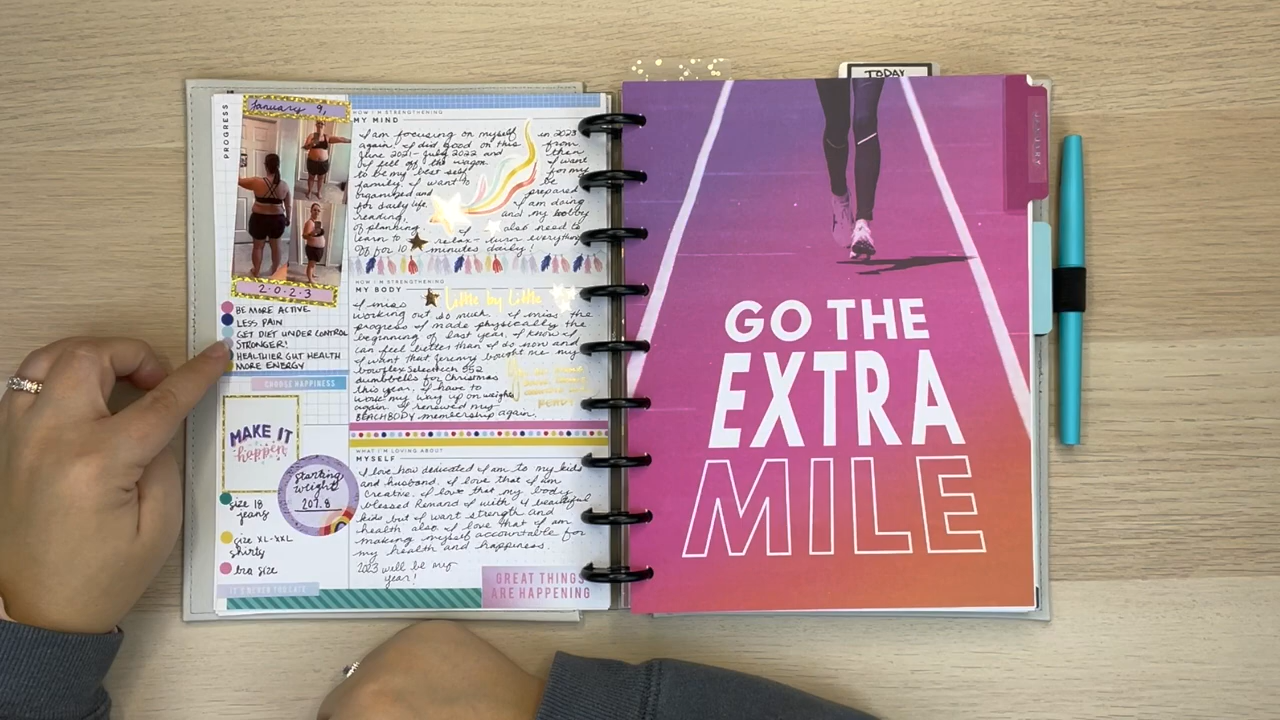 PROGRESS
January 9,
2.0.2.3
BE MORE ACTIVE
LESS PAIN
GET DIET UNDER CONTROL
STRONGER!
HEALTHIER GUT HEALTH
MORE ENERGY
CHOOSE HAPPINESS
MAKE IT
happen
starting
weight
207.8
size 18
jeans
size XL-XXL
shirts
bra size
IT'S NEVER TOO LATE
HOW I'M STRENGTHENING
MY MIND
I am focusing on myself in 2023
again. I did good on this from
June 2021-July 2022 and then
I fell off the wagon. I want
to be my best self for my
family. I want to be
organized and prepared
for daily life. I am doing
reading, and my hobby
of planning. I also need to
learn to relax- turn everything
off for 10 minutes daily!
HOW I'M STRENGTHENING
MY BODY
little by little
I miss
working out so much. I miss the
progress I made physically the
beginning of last year. I know I
can feel better than I do now and
I want that. Jeremy bought me my
bowflex selectech 552
dumbbells for Christmas
this year. I have to
work my way up on weights
again. I renewed my
BEACHBODY membership again.
WHAT I'M LOVING ABOUT
MYSELF
I love how dedicated I am to my kids
and husband. I love that I am
creative. I love that my body
blessed Renand I with 4 beautiful
kids but I want strength and
health also. I love that I am
making myself accountable for
my health and happiness.
2023 will be my
year!
GREAT THINGS
ARE HAPPENING
TODAY
GO THE
EXTRA
MILE